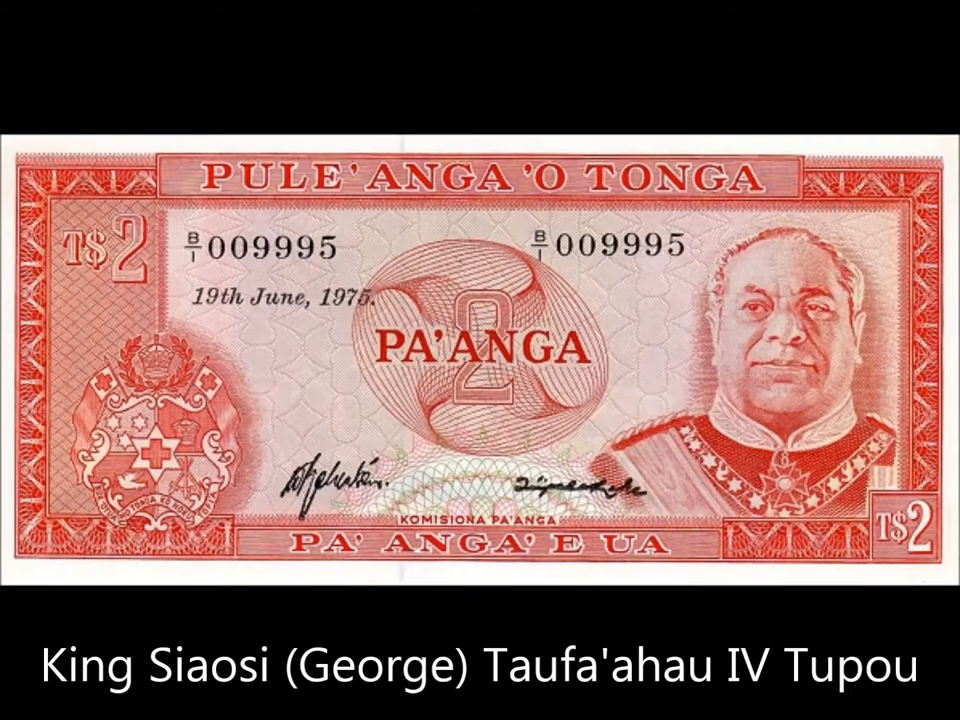 PULE'ANGA 'O TONGA
T$2
B/1 009995
B/1 009995
19th June, 1975.
2
PA'ANGA
KOMISIONA PA'ANGA
PA'ANGA' E UA
T$2
King Siaosi (George) Taufa'ahau IV Tupou